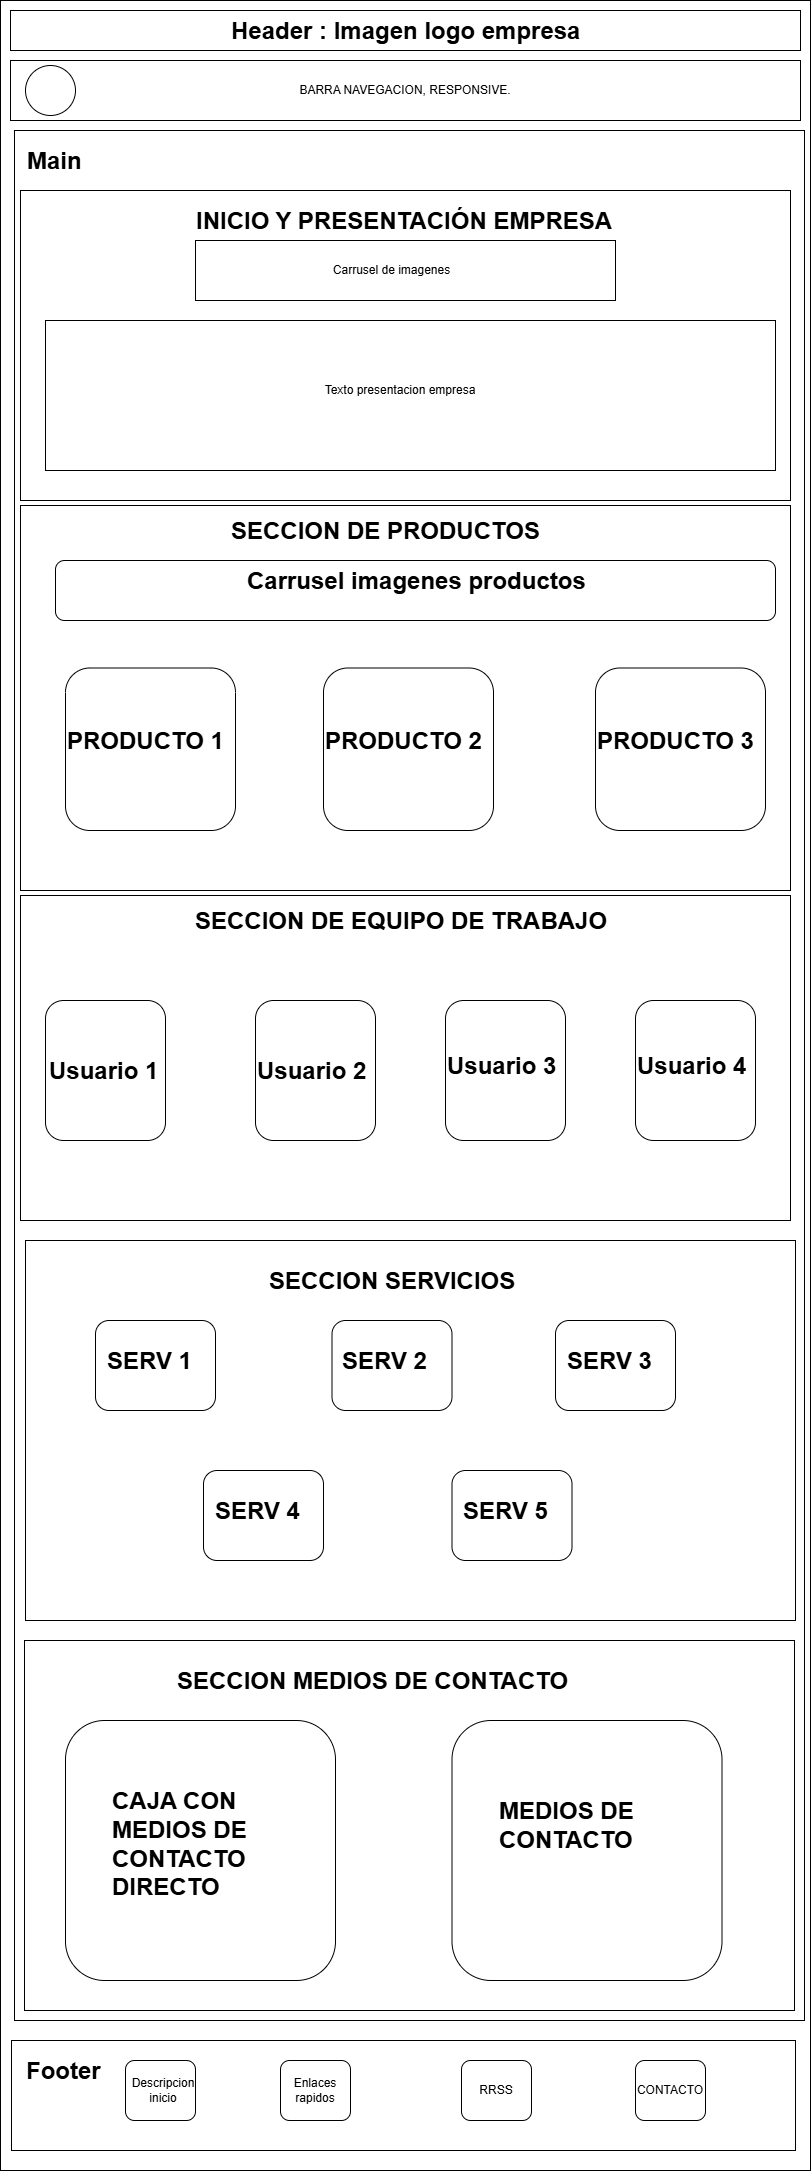 Header : Imagen logo empresa
BARRA NAVEGACION, RESPONSIVE.
Main
INICIO Y PRESENTACIÓN EMPRESA
Carrusel de imagenes
Texto presentacion empresa
SECCION DE PRODUCTOS
Carrusel imagenes productos
PRODUCTO 1
PRODUCTO 2
PRODUCTO 3
SECCION DE EQUIPO DE TRABAJO
Usuario 1
Usuario 2
Usuario 3
Usuario 4
SECCION SERVICIOS
SERV 1
SERV 2
SERV 3
SERV 4
SERV 5
SECCION MEDIOS DE CONTACTO
CAJA CON
MEDIOS DE
CONTACTO
DIRECTO
MEDIOS DE
CONTACTO
Footer
Descripcion
inicio
Enlaces
rapidos
RRSS
CONTACTO